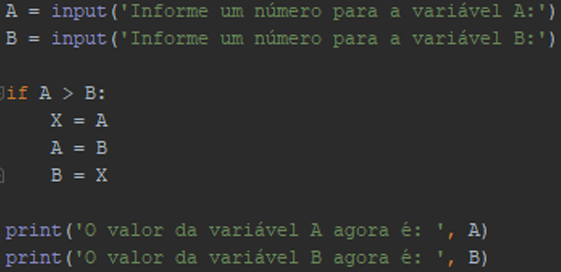 A = input('Informe um número para a variável A:')
B = input('Informe um número para a variável B:')
if A > B:
X = A
A = B
B = X
print('O valor da variável A agora é: ', A)
print('O valor da variável B agora é: ', B)